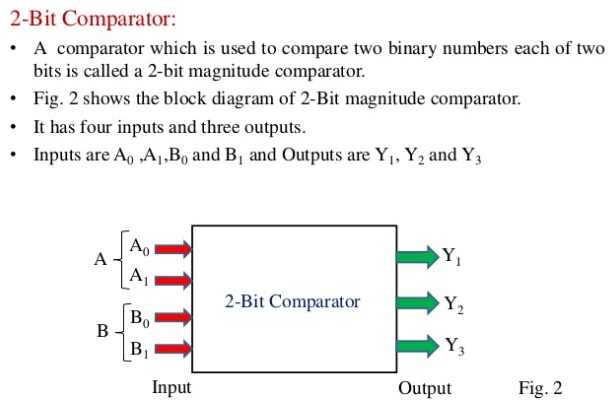 2-Bit Comparator:
• A comparator which is used to compare two binary numbers each of two
bits is called a 2-bit magnitude comparator.
• Fig. 2 shows the block diagram of 2-Bit magnitude comparator.
• It has four inputs and three outputs.
• Inputs are A₀ ,A₁,B₀ and B₁ and Outputs are Y₁, Y₂ and Y₃
A
A₀
A₁
B
B₀
B₁
2-Bit Comparator
Y₁
Y₂
Y₃
Input
Output
Fig. 2